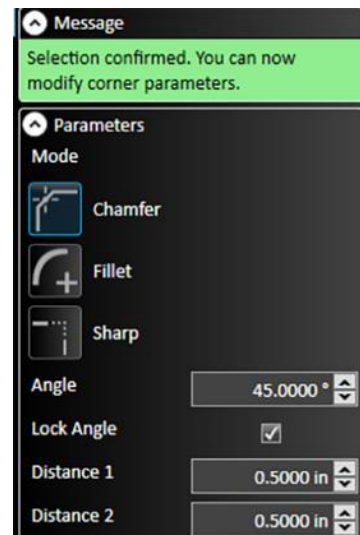 Message
Selection confirmed. You can now
modify corner parameters.
Parameters
Mode
Chamfer
Fillet
Sharp
Angle 45.0000 °
Lock Angle
Distance 1 0.5000 in
Distance 2 0.5000 in